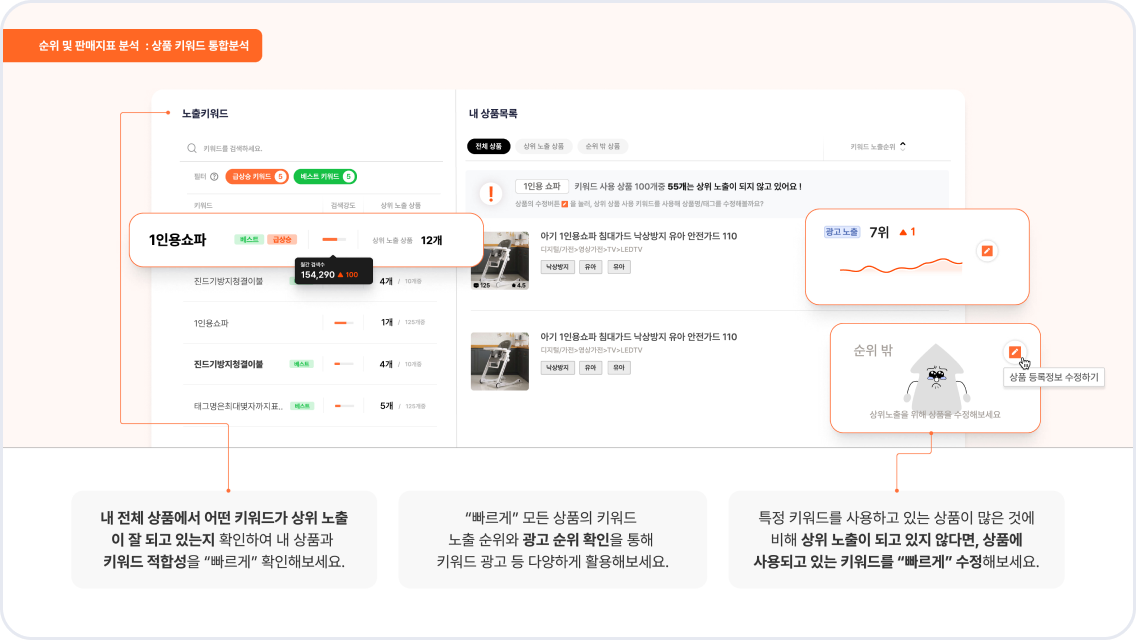 순위 및 판매지표 분석 : 상품 키워드 통합분석
노출키워드
키워드를 검색하세요.
필터 ? 급상승 키워드 5 베스트 키워드 5
키워드 검색강도 상위 노출 상품
1인용쇼파 베스트 급상승 상위 노출 상품 12개
월간 검색수
154,290 ▲ 100
진드기방지청결이불 4개 / 10개중
1인용쇼파 1개 / 135개중
진드기방지청결이불 베스트 4개 / 10개중
태그명은최대몇자까지표.. 베스트 5개 / 135개중
내 상품목록
전체 상품 상위 노출 상품 순위 밖 상품
키워드 노출순위
! 1인용 쇼파 키워드 사용 상품 100개중 55개는 상위 노출이 되지 않고 있어요 !
상품의 수정버튼 을 눌러, 상위 상품 사용 키워드를 사용해 상품명/태그를 수정해볼까요?
아기 1인용쇼파 침대가드 낙상방지 유아 안전가드 110
디지털/가전>영상가전>TV>LEDTV
낙상방지 유아 유아
125 ★ 4.5
광고 노출 7위 ▲ 1
아기 1인용쇼파 침대가드 낙상방지 유아 안전가드 110
디지털/가전>영상가전>TV>LEDTV
낙상방지 유아 유아
순위 밖
상품 등록정보 수정하기
상위노출을 위해 상품을 수정해보세요
내 전체 상품에서 어떤 키워드가 상위 노출
이 잘 되고 있는지 확인하여 내 상품과
키워드 적합성을 “빠르게” 확인해보세요.
“빠르게” 모든 상품의 키워드
노출 순위와 광고 순위 확인을 통해
키워드 광고 등 다양하게 활용해보세요.
특정 키워드를 사용하고 있는 상품이 많은 것에
비해 상위 노출이 되고 있지 않다면, 상품에
사용되고 있는 키워드를 “빠르게” 수정해보세요.